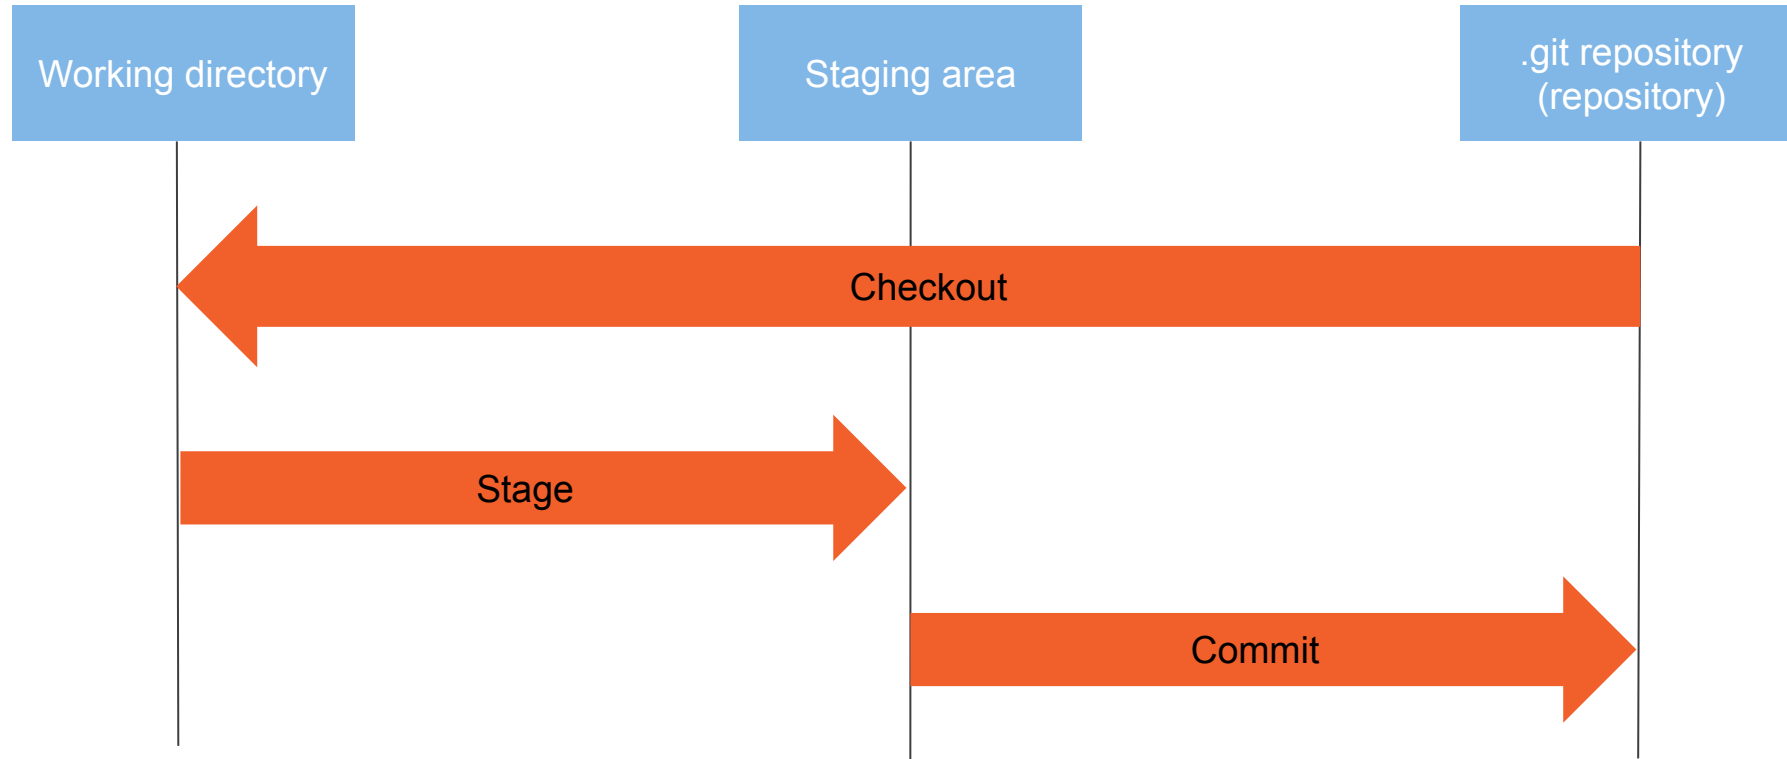 Working directory
Staging area
.git repository
(repository)
Checkout
Stage
Commit